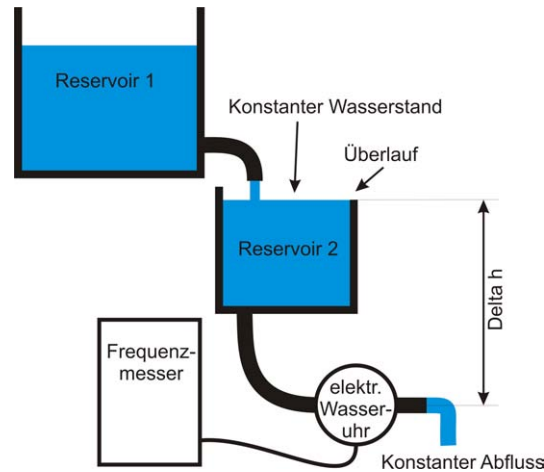 Reservoir 1
Konstanter Wasserstand
Überlauf
Reservoir 2
Delta h
Frequenz-
messer
elektr.
Wasser-
uhr
Konstanter Abfluss